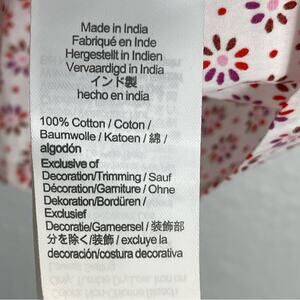 Made in India
Fabriqué en Inde
Hergestellt in Indien
Vervaardigd in India
インド製
hecho en india
100% Cotton / Coton /
Baumwolle / Katoen / 綿 /
algodón
Exclusive of
Decoration/Trimming / Sauf
Décoration/Garniture / Ohne
Dekoration/Bordüren /
Exclusief
Decoratie/Garneersel / 装飾部
分を除く/装飾 / excluye la
decoración/costura decorativa